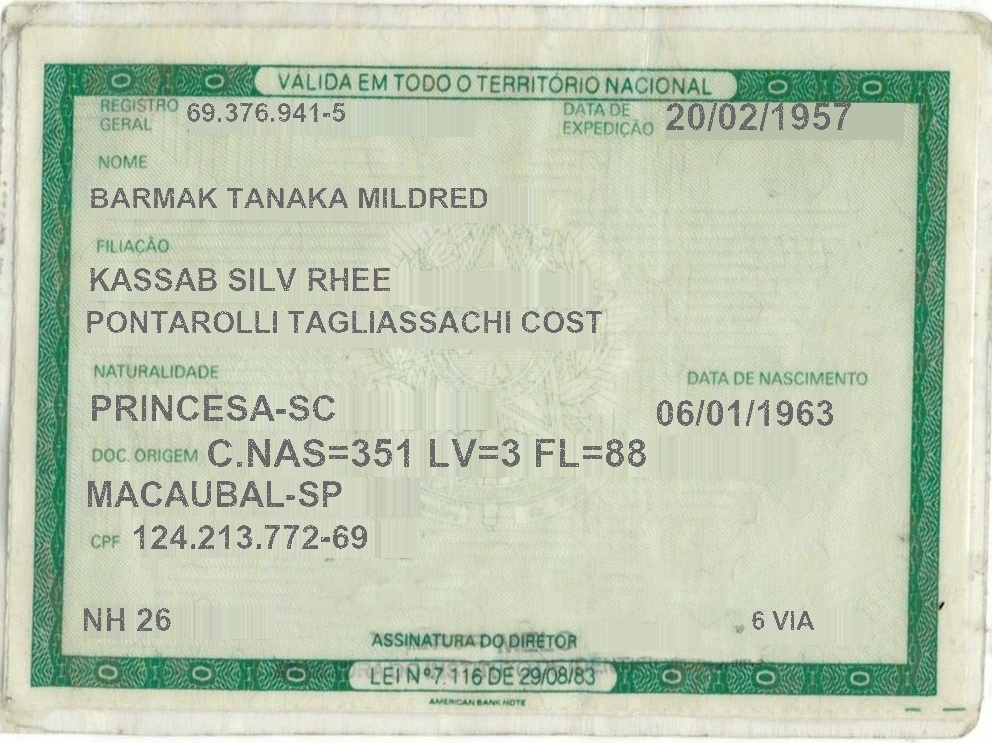 VÁLIDA EM TODO O TERRITÓRIO NACIONAL
REGISTRO GERAL 69.376.941-5 DATA DE EXPEDIÇÃO 20/02/1957
NOME
BARMAK TANAKA MILDRED
FILIAÇÃO
KASSAB SILV RHEE
PONTAROLLI TAGLIASSACHI COST
NATURALIDADE DATA DE NASCIMENTO
PRINCESA-SC 06/01/1963
DOC. ORIGEM C.NAS=351 LV=3 FL=88
MACAUBAL-SP
CPF 124.213.772-69
NH 26 6 VIA
ASSINATURA DO DIRETOR
LEI Nº 7.116 DE 29/08/83
AMERICAN BANK NOTE